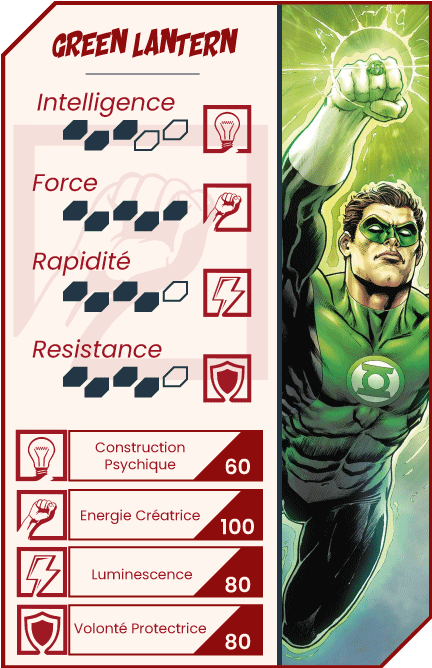 GREEN LANTERN
Intelligence
Force
Rapidité
Resistance
Construction
Psychique
60
Energie Créatrice
100
Luminescence
80
Volonté Protectrice
80